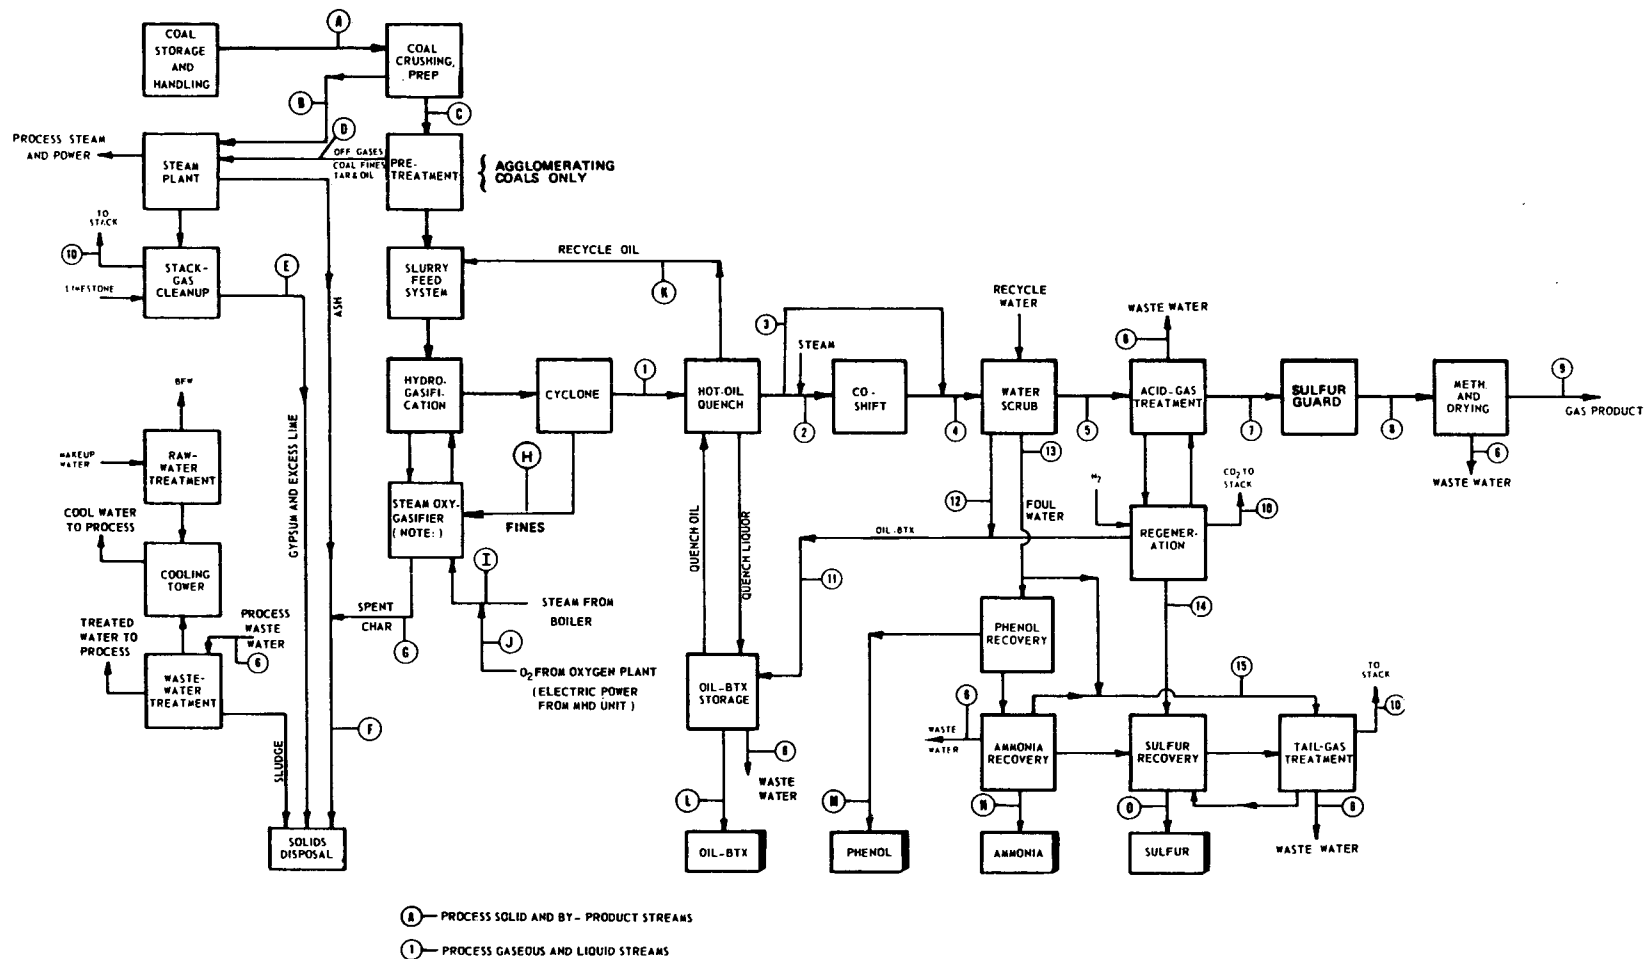 COAL
STORAGE
AND
HANDLING
A
COAL
CRUSHING,
PREP
B
C
D
PROCESS STEAM
AND POWER
STEAM
PLANT
OFF GASES
COAL FINES
TAR & OIL
PRE-
TREATMENT
AGGLOMERATING
COALS ONLY
TO
STACK
10
LIMESTONE
STACK-
GAS
CLEANUP
E
ASH
GYPSUM AND EXCESS LIME
SLURRY
FEED
SYSTEM
RECYCLE OIL
K
HYDRO-
GASIFI-
CATION
CYCLONE
1
HOT-OIL
QUENCH
3
STEAM
2
CO-
SHIFT
4
RECYCLE
WATER
WATER
SCRUB
5
WASTE WATER
6
ACID-GAS
TREATMENT
7
SULFUR
GUARD
8
METH.
AND
DRYING
9
GAS PRODUCT
6
WASTE WATER
BFW
MAKEUP
WATER
RAW-
WATER
TREATMENT
COOL WATER
TO PROCESS
COOLING
TOWER
TREATED
WATER TO
PROCESS
PROCESS
WASTE
WATER
6
WASTE-
WATER
TREATMENT
SLUDGE
F
STEAM OXY-
GASIFIER
( NOTE: )
H
FINES
I
STEAM FROM
BOILER
J
O2 FROM OXYGEN PLANT
(ELECTRIC POWER
FROM MHD UNIT )
SPENT
CHAR
G
QUENCH OIL
QUENCH LIQUOR
12
13
FOUL
WATER
OIL-BTX
11
H2
CO2 TO
STACK
10
REGENER-
ATION
14
PHENOL
RECOVERY
OIL-BTX
STORAGE
6
WASTE
WATER
L
M
6
WASTE
WATER
AMMONIA
RECOVERY
N
15
SULFUR
RECOVERY
O
TAIL-GAS
TREATMENT
TO
STACK
10
6
WASTE WATER
SOLIDS
DISPOSAL
OIL-BTX
PHENOL
AMMONIA
SULFUR
A — PROCESS SOLID AND BY-PRODUCT STREAMS
1 — PROCESS GASEOUS AND LIQUID STREAMS